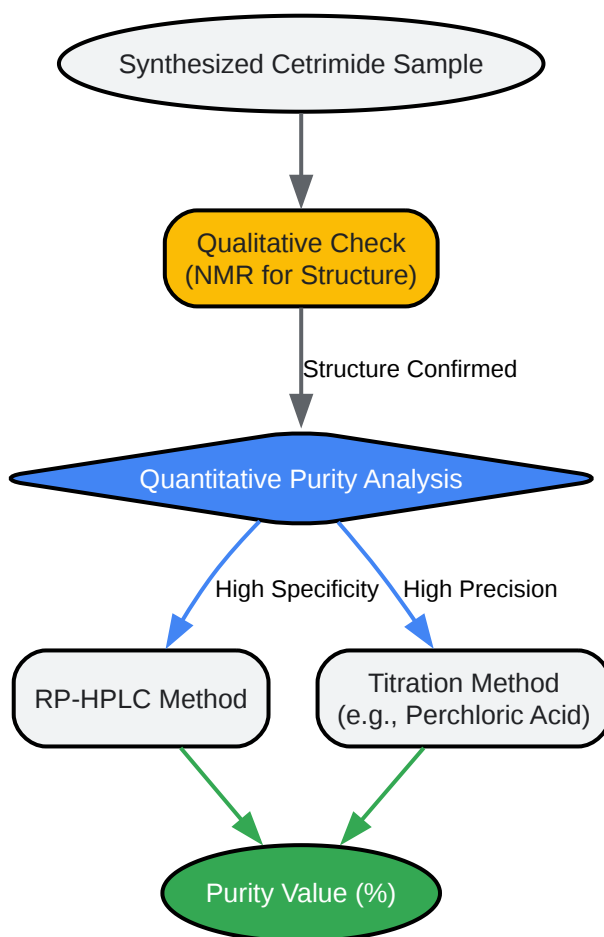 Synthesized Cetrimide Sample
Qualitative Check
(NMR for Structure)
Structure Confirmed
Quantitative Purity Analysis
High Specificity
High Precision
RP-HPLC Method
Titration Method
(e.g., Perchloric Acid)
Purity Value (%)